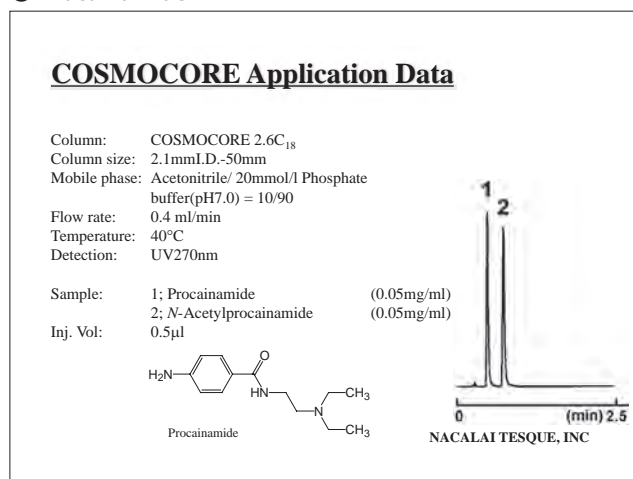 COSMOCORE Application Data
Column: COSMOCORE 2.6C₁₈
Column size: 2.1mmI.D.-50mm
Mobile phase: Acetonitrile/ 20mmol/l Phosphate
buffer(pH7.0) = 10/90
Flow rate: 0.4 ml/min
Temperature: 40°C
Detection: UV270nm
Sample: 1; Procainamide (0.05mg/ml)
2; N-Acetylprocainamide (0.05mg/ml)
Inj. Vol: 0.5µl
H₂N
O
HN
N
CH₃
CH₃
Procainamide
1
2
0 (min) 2.5
NACALAI TESQUE, INC